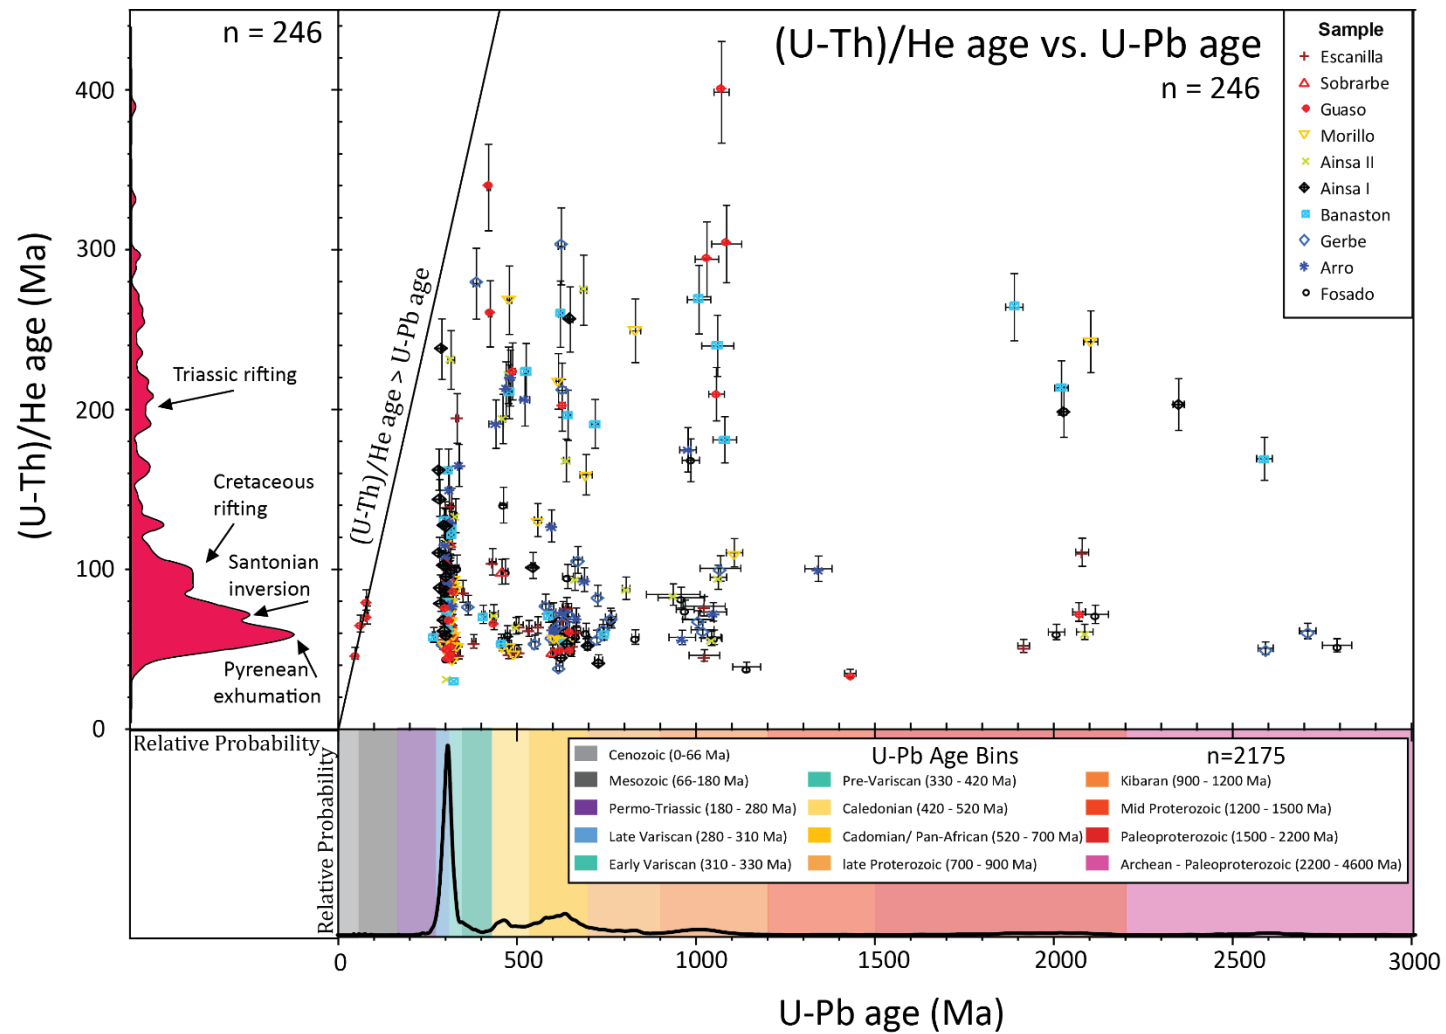 n = 246
(U-Th)/He age vs. U-Pb age
n = 246
Sample
Escanilla
Sobrarbe
Guaso
Morillo
Ainsa II
Ainsa I
Banaston
Gerbe
Arro
Fosado
(U-Th)/He age (Ma)
400
300
200
100
0
(U-Th)/He age > U-Pb age
Triassic rifting
Cretaceous
rifting
Santonian
inversion
Pyrenean
exhumation
Relative Probability
Relative Probability
U-Pb Age Bins
n=2175
Cenozoic (0-66 Ma)
Mesozoic (66-180 Ma)
Permo-Triassic (180 - 280 Ma)
Late Variscan (280 - 310 Ma)
Early Variscan (310 - 330 Ma)
Pre-Variscan (330 - 420 Ma)
Caledonian (420 - 520 Ma)
Cadomian/ Pan-African (520 - 700 Ma)
late Proterozoic (700 - 900 Ma)
Kibaran (900 - 1200 Ma)
Mid Proterozoic (1200 - 1500 Ma)
Paleoproterozoic (1500 - 2200 Ma)
Archean - Paleoproterozoic (2200 - 4600 Ma)
0 500 1000 1500 2000 2500 3000
U-Pb age (Ma)